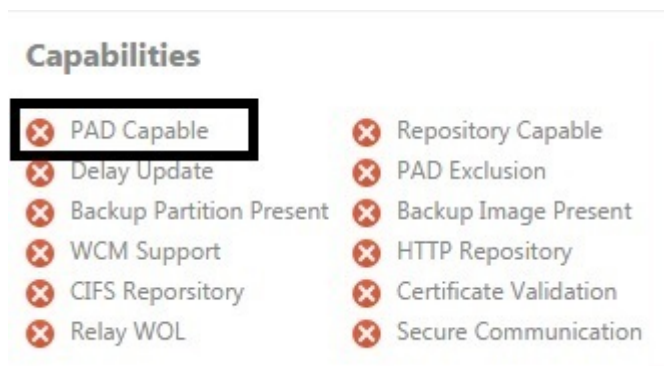 Capabilities
PAD Capable
Repository Capable
Delay Update
PAD Exclusion
Backup Partition Present
Backup Image Present
WCM Support
HTTP Repository
CIFS Reporsitory
Certificate Validation
Relay WOL
Secure Communication